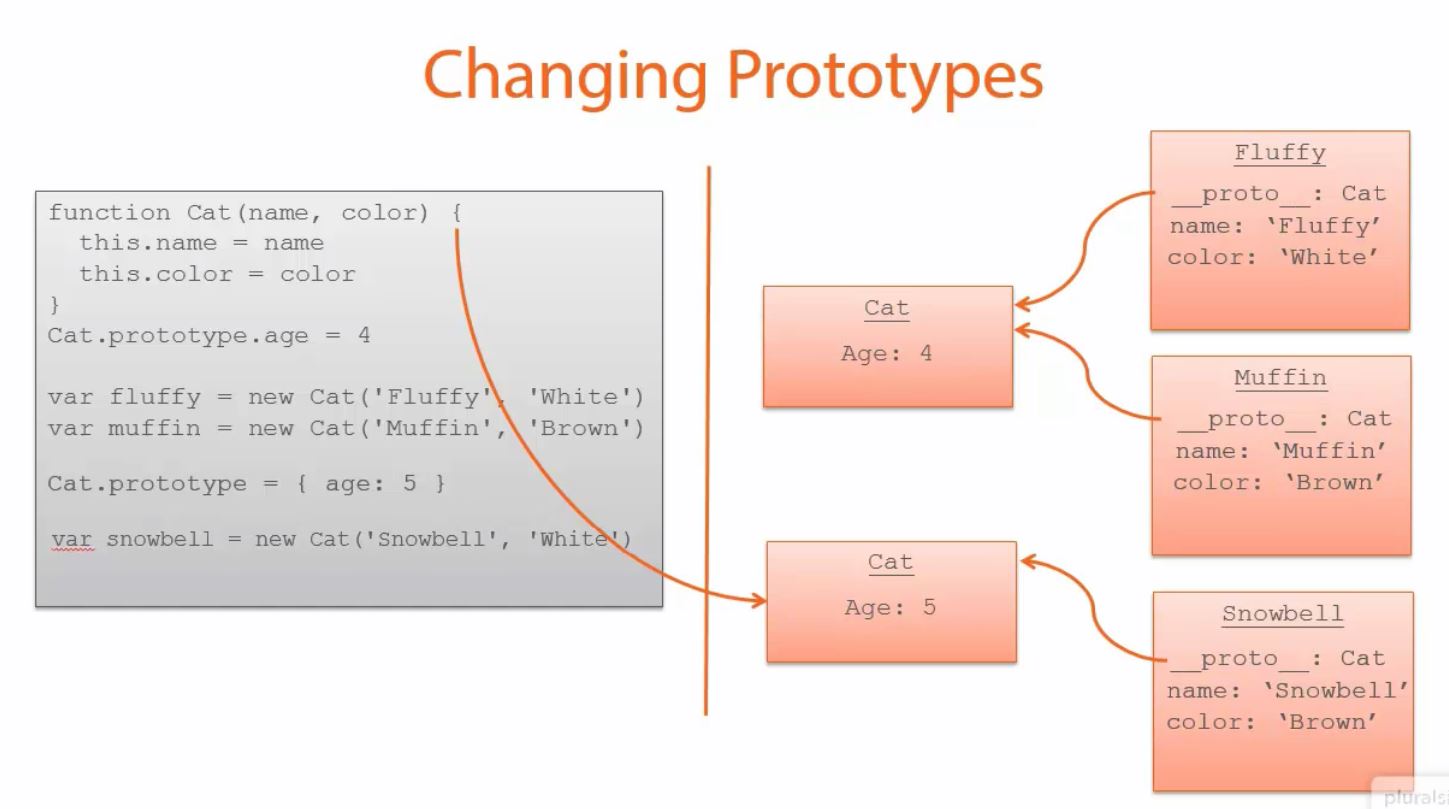 Changing Prototypes
function Cat(name, color) {
this.name = name
this.color = color
}
Cat.prototype.age = 4
var fluffy = new Cat('Fluffy', 'White')
var muffin = new Cat('Muffin', 'Brown')
Cat.prototype = { age: 5 }
var snowbell = new Cat('Snowbell', 'White')
Cat
Age: 4
Cat
Age: 5
Fluffy
__proto__: Cat
name: ‘Fluffy’
color: ‘White’
Muffin
__proto__: Cat
name: ‘Muffin’
color: ‘Brown’
Snowbell
__proto__: Cat
name: ‘Snowbell’
color: ‘Brown’